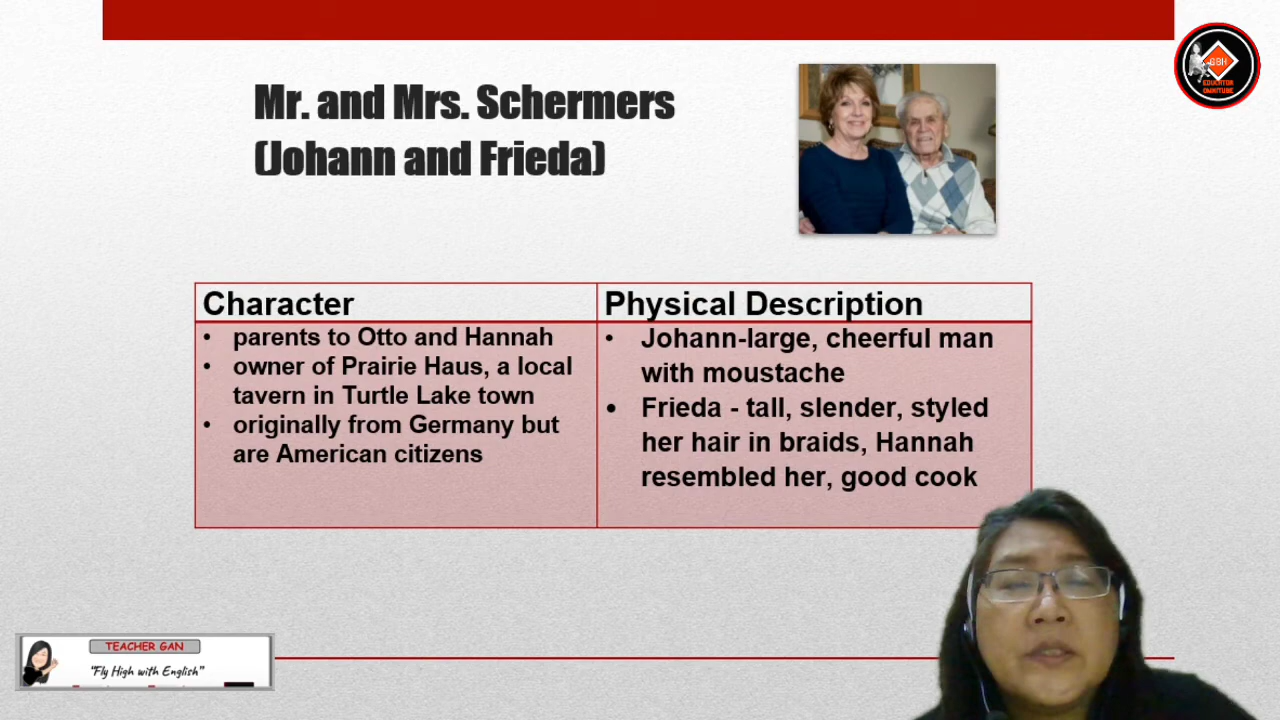 Mr. and Mrs. Schermers
(Johann and Frieda)
GGH
EDUCATOR
OWNITUBE
Character
• parents to Otto and Hannah
• owner of Prairie Haus, a local
tavern in Turtle Lake town
• originally from Germany but
are American citizens
Physical Description
• Johann-large, cheerful man
with moustache
• Frieda - tall, slender, styled
her hair in braids, Hannah
resembled her, good cook
TEACHER GAN
"Fly High with English"